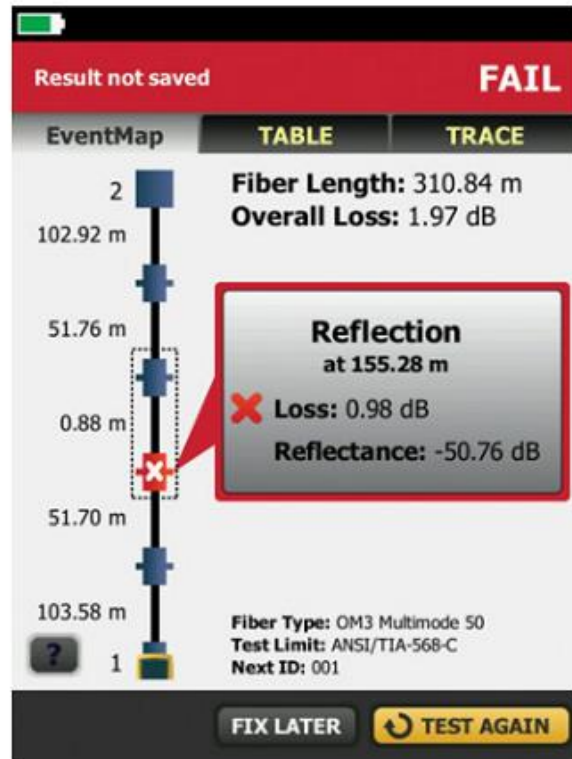 Result not saved
FAIL
EventMap
TABLE
TRACE
2
Fiber Length: 310.84 m
Overall Loss: 1.97 dB
102.92 m
51.76 m
Reflection
at 155.28 m
Loss: 0.98 dB
Reflectance: -50.76 dB
0.88 m
51.70 m
103.58 m
Fiber Type: OM3 Multimode 50
Test Limit: ANSI/TIA-568-C
Next ID: 001
?
1
FIX LATER
TEST AGAIN